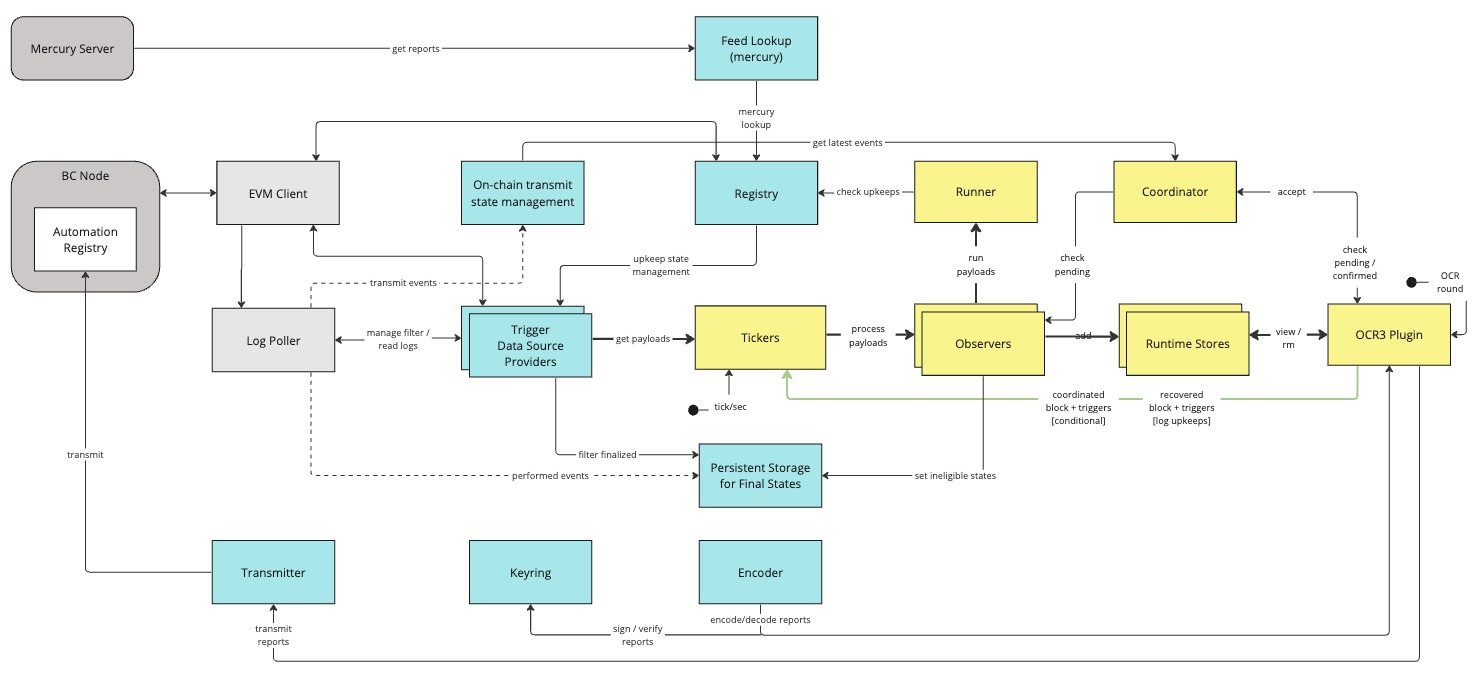 Mercury Server
get reports
Feed Lookup
(mercury)
mercury
lookup
get latest events
BC Node
Automation
Registry
EVM Client
On-chain transmit
state management
Registry
check upkeeps
Runner
Coordinator
accept
upkeep state
management
run
payloads
check
pending
check
pending /
confirmed
OCR
round
transmit events
Log Poller
manage filter /
read logs
Trigger
Data Source
Providers
get payloads
Tickers
process
payloads
Observers
add
Runtime Stores
view /
rm
OCR3 Plugin
tick/sec
coordinated
block + triggers
[conditional]
recovered
block + triggers
[log upkeeps]
transmit
filter finalized
performed events
Persistent Storage
for Final States
set ineligible states
Transmitter
Keyring
Encoder
transmit
reports
sign / verify
reports
encode/decode reports